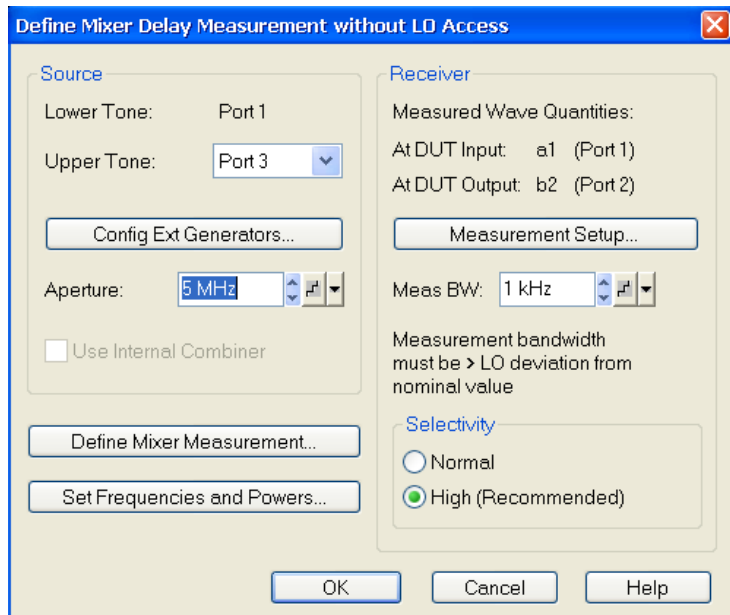 Define Mixer Delay Measurement without LO Access
Source
Lower Tone: Port 1
Upper Tone: Port 3
Config Ext Generators...
Aperture: 5 MHz
Use Internal Combiner
Define Mixer Measurement...
Set Frequencies and Powers...
Receiver
Measured Wave Quantities:
At DUT Input: a1 (Port 1)
At DUT Output: b2 (Port 2)
Measurement Setup...
Meas BW: 1 kHz
Measurement bandwidth
must be > LO deviation from
nominal value
Selectivity
Normal
High (Recommended)
OK Cancel Help